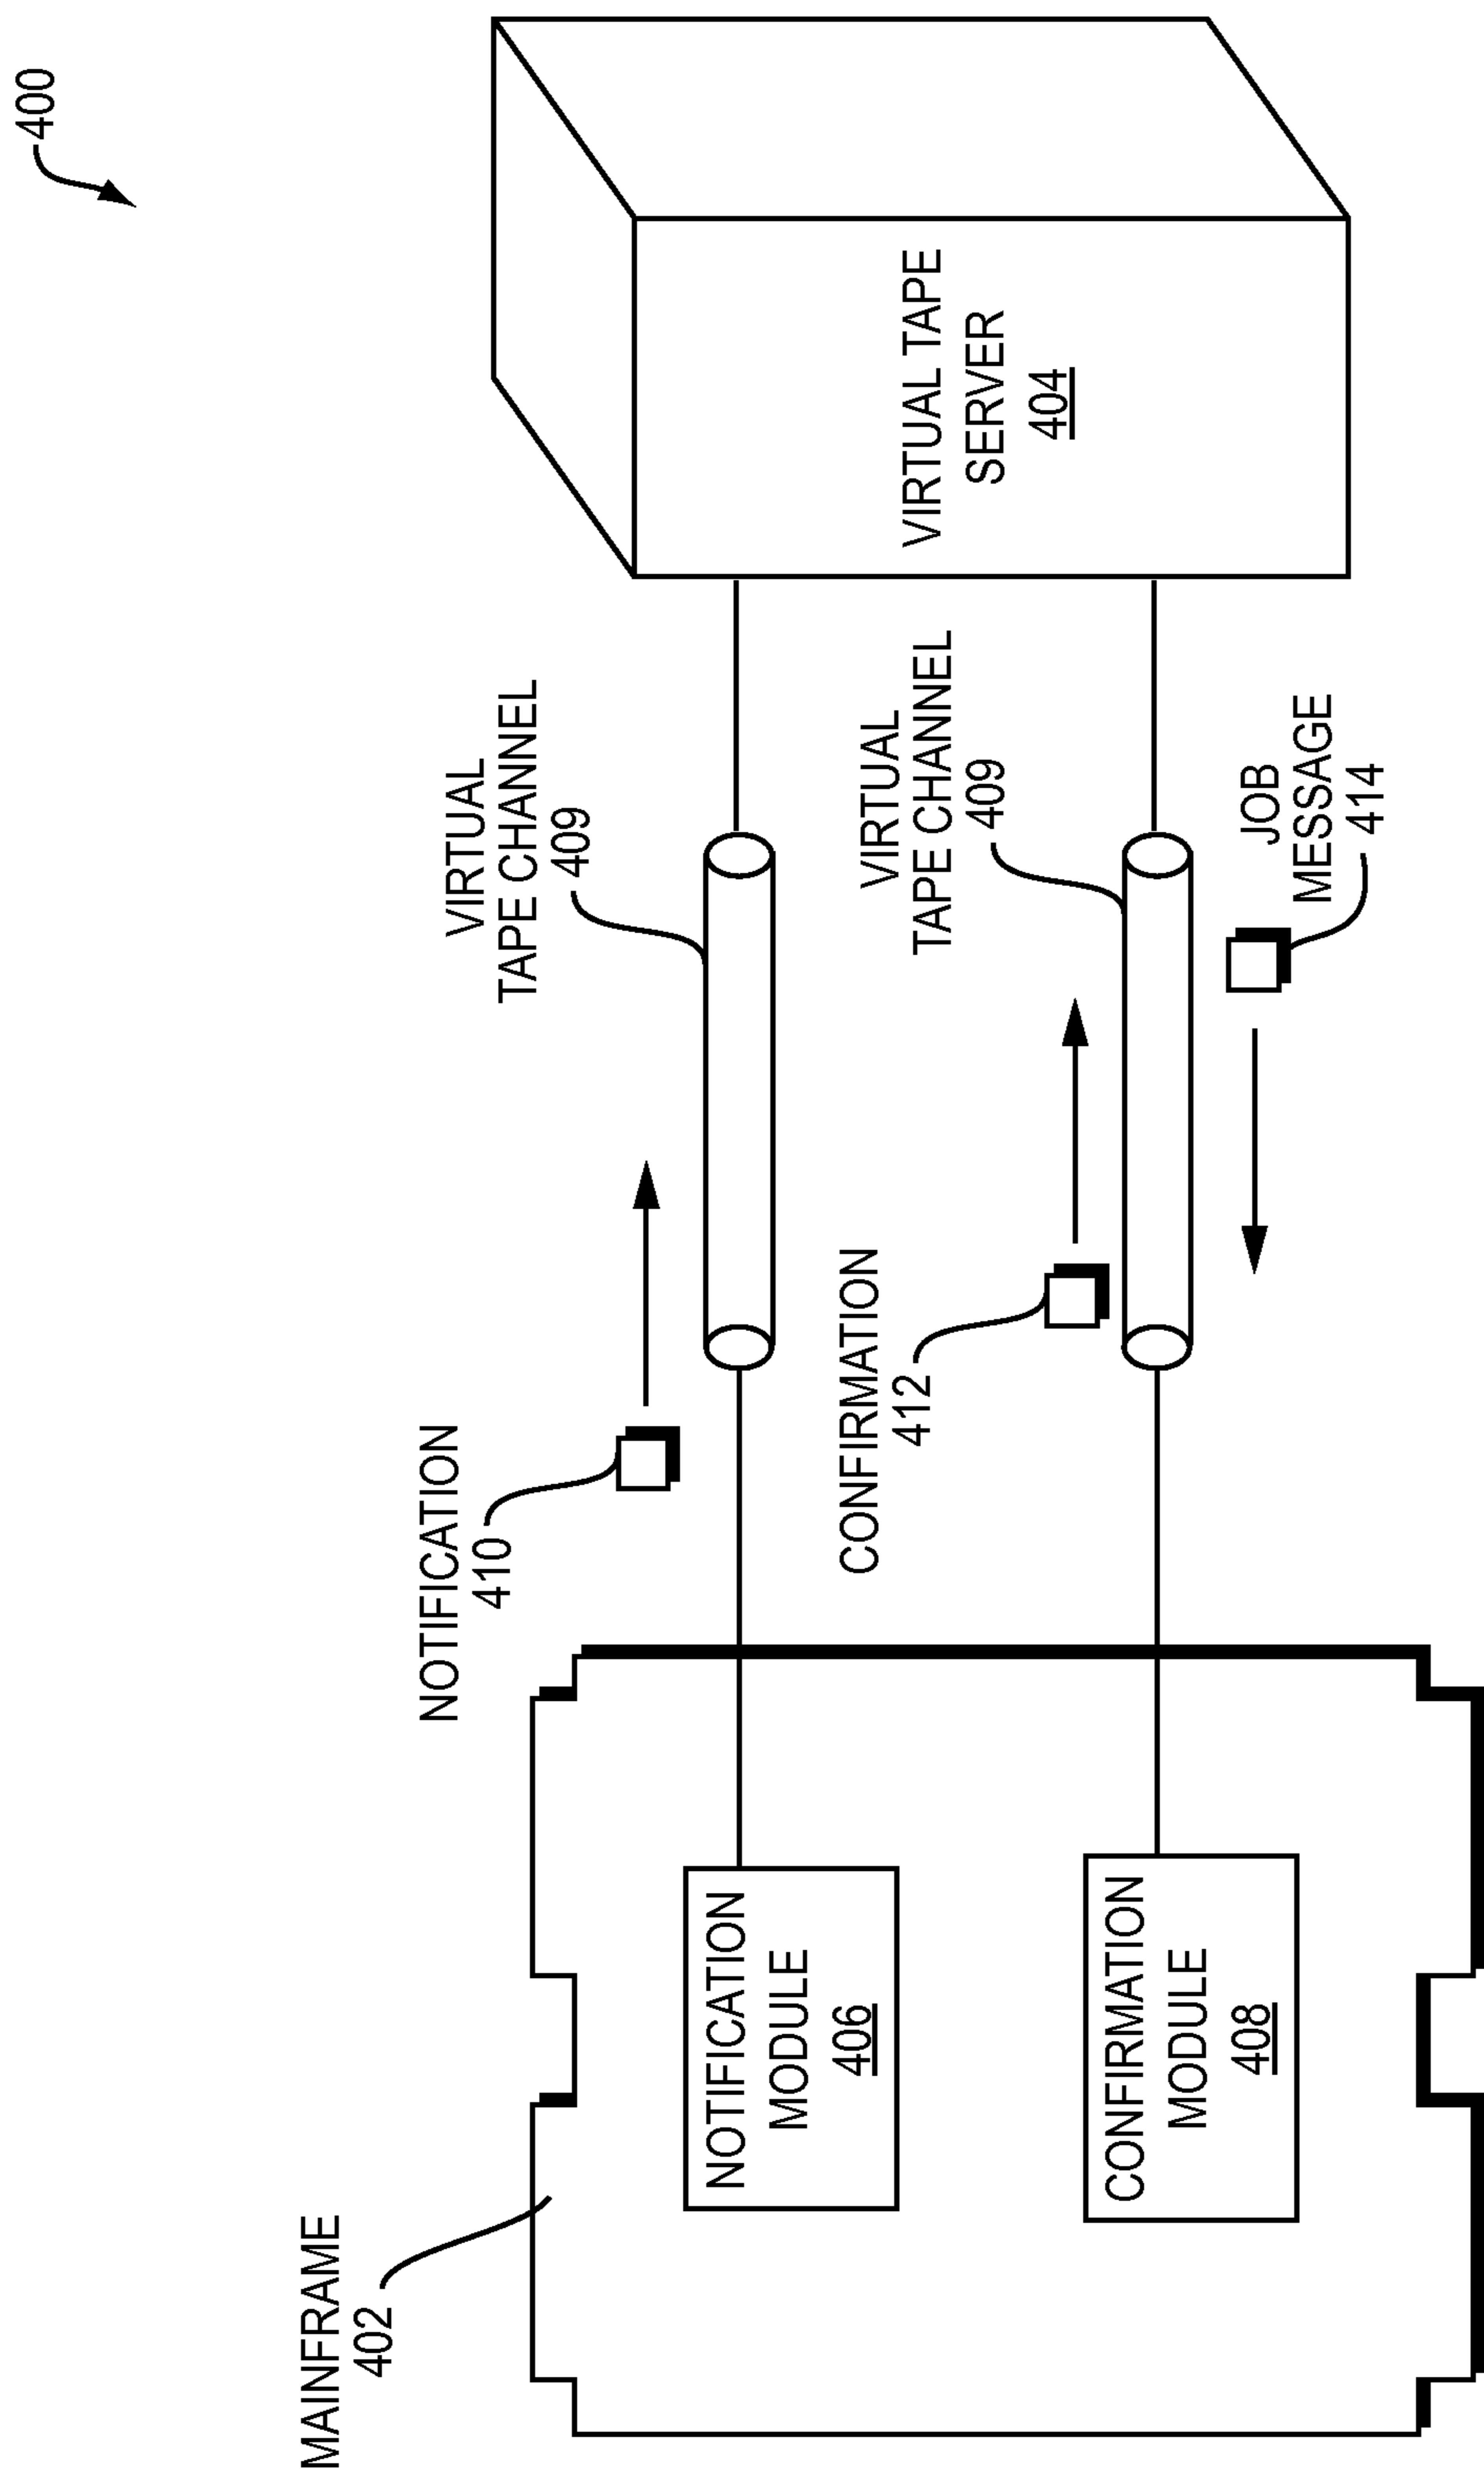 400
MAINFRAME
402
NOTIFICATION
410
VIRTUAL
TAPE CHANNEL
409
NOTIFICATION
MODULE
406
CONFIRMATION
412
VIRTUAL
TAPE CHANNEL
409
VIRTUAL TAPE
SERVER
404
CONFIRMATION
MODULE
408
JOB
MESSAGE
414